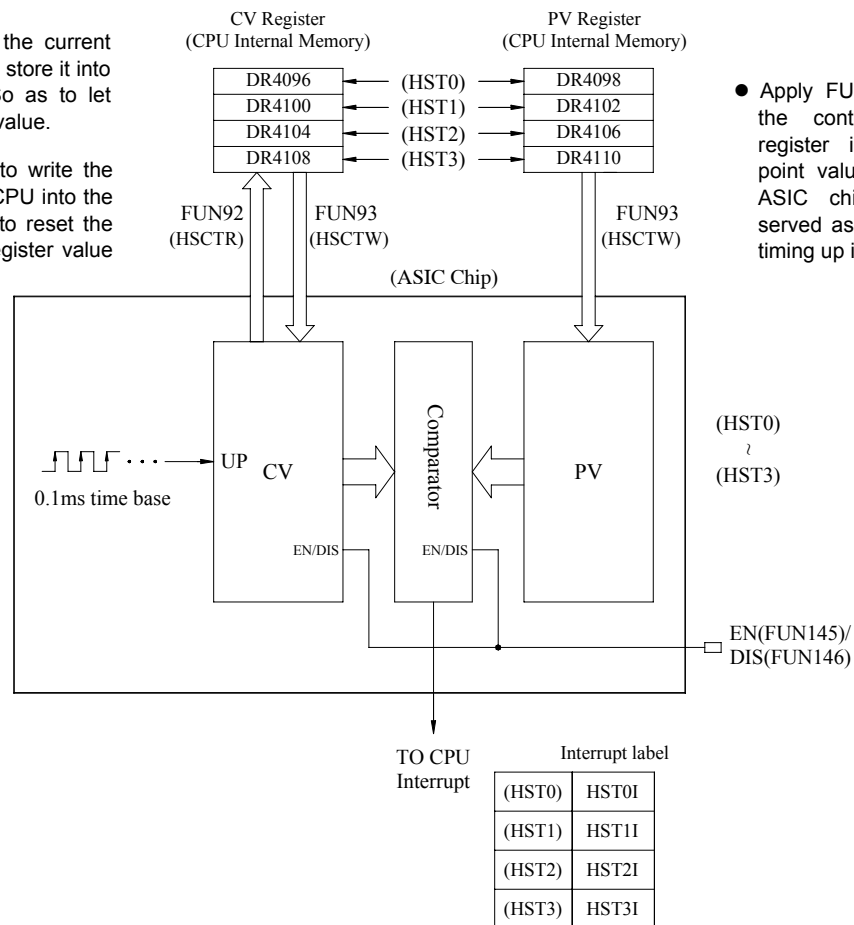 the current
store it into
So as to let
value.
to write the
CPU into the
to reset the
egister value
CV Register
(CPU Internal Memory)
PV Register
(CPU Internal Memory)
DR4096 (HST0) DR4098
DR4100 (HST1) DR4102
DR4104 (HST2) DR4106
DR4108 (HST3) DR4110
● Apply FU
the cont
register i
point valu
ASIC chi
served as
timing up i
FUN92
(HSCTR)
FUN93
(HSCTW)
FUN93
(HSCTW)
(ASIC Chip)
UP CV
0.1ms time base
EN/DIS
Comparator
EN/DIS
PV
(HST0)
~
(HST3)
EN(FUN145)/
DIS(FUN146)
TO CPU
Interrupt
Interrupt label
(HST0) HST0I
(HST1) HST1I
(HST2) HST2I
(HST3) HST3I